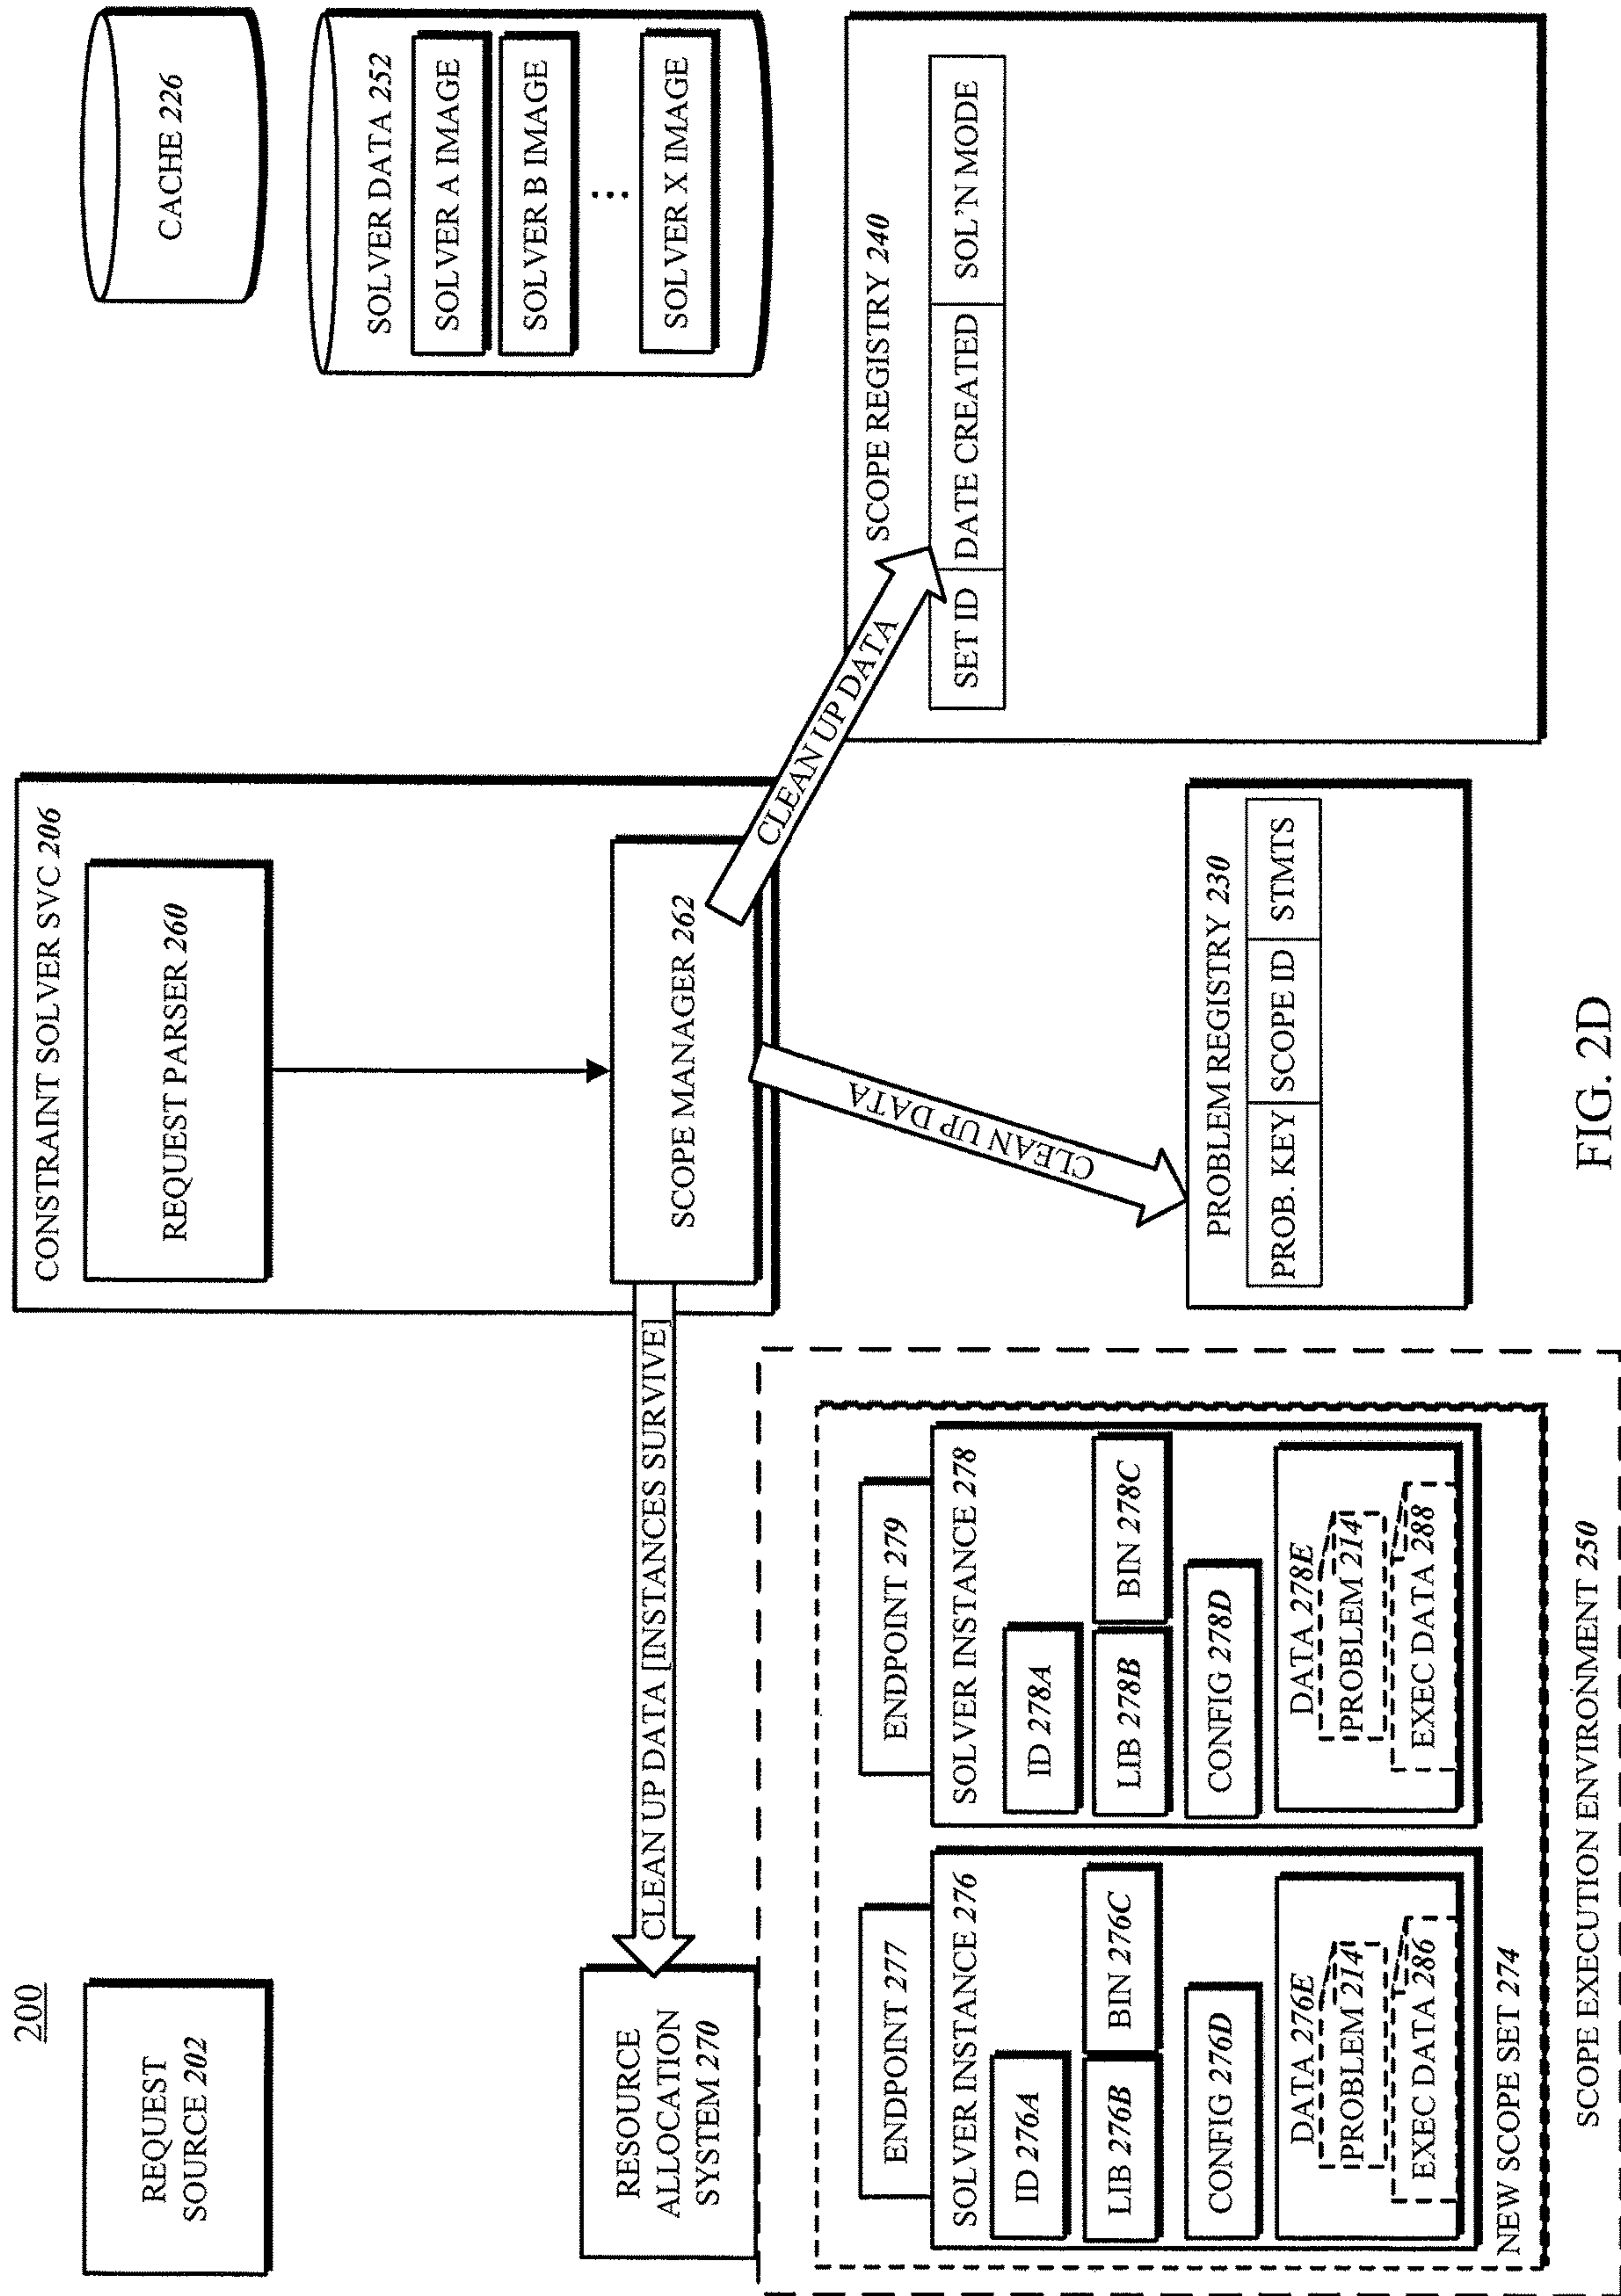 200
REQUEST
SOURCE 202
CONSTRAINT SOLVER SVC 206
REQUEST PARSER 260
SCOPE MANAGER 262
CACHE 226
SOLVER DATA 252
SOLVER A IMAGE
SOLVER B IMAGE
...
SOLVER X IMAGE
RESOURCE
ALLOCATION
SYSTEM 270
CLEAN UP DATA [INSTANCES SURVIVE]
CLEAN UP DATA
CLEAN UP DATA
SCOPE REGISTRY 240
SET ID DATE CREATED SOL'N MODE
PROBLEM REGISTRY 230
PROB. KEY SCOPE ID STMTS
ENDPOINT 277
SOLVER INSTANCE 276
ID 276A
LIB 276B BIN 276C
CONFIG 276D
DATA 276E
PROBLEM 214
EXEC DATA 286
ENDPOINT 279
SOLVER INSTANCE 278
ID 278A
LIB 278B BIN 278C
CONFIG 278D
DATA 278E
PROBLEM 214
EXEC DATA 288
NEW SCOPE SET 274
SCOPE EXECUTION ENVIRONMENT 250
FIG. 2D